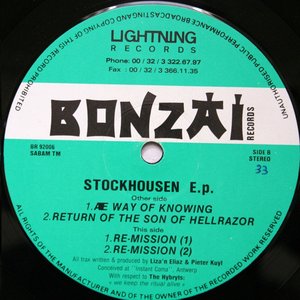 LIGHTNING
RECORDS
Phone: 00 / 32 / 3 322.67.97
Fax : 00 / 32 / 3 366.11.35
BONZAI
RECORDS
BR 92006
SABAM TM
SIDE B
STEREO
33
STOCKHOUSEN E.p.
Other side
1.Æ WAY OF KNOWING
2.RETURN OF THE SON OF HELLRAZOR
This side
1.RE-MISSION (1)
2.RE-MISSION (2)
All trax written & produced by Liza'n Eliaz & Pieter Kuyl
Conceived at ''Instant Coma'', Antwerp
With respect to The Hybryts:
« we keep the ritual alive »
UNAUTHORISED PUBLIC PERFORMANCE BROADCASTING AND COPYING OF THIS RECORD PROHIBITED
ALL RIGHTS OF THE MANUFACTURER AND OF THE OWNER OF THE RECORDED WORK RESERVED